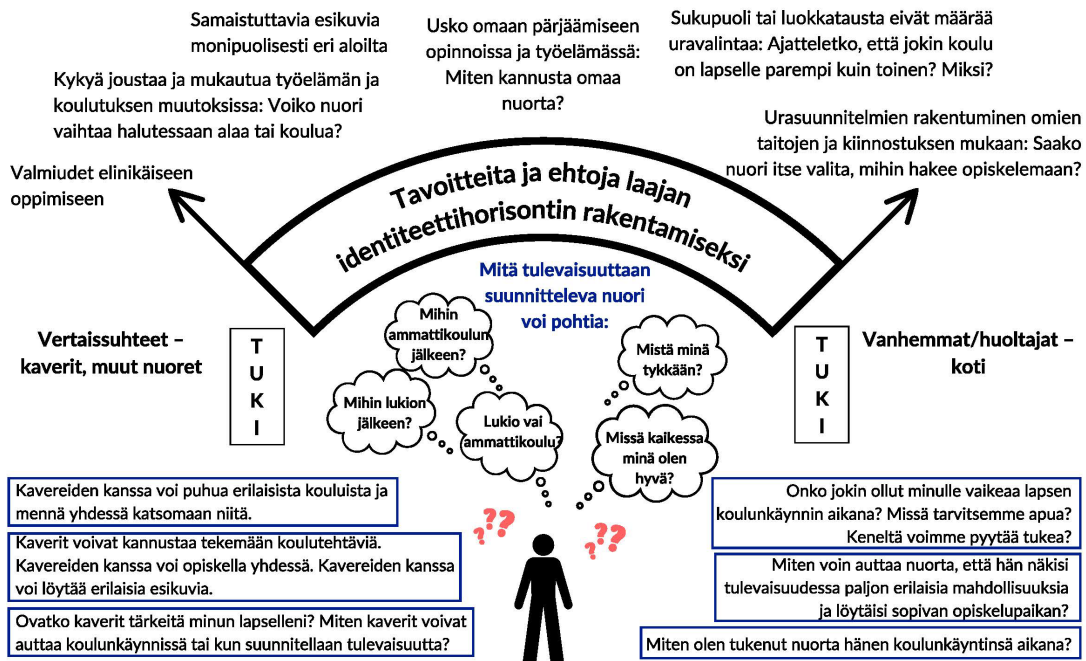 Samaistuttavia esikuvia
monipuolisesti eri aloilta
Usko omaan pärjäämiseen
opinnoissa ja työelämässä:
Miten kannusta omaa
nuorta?
Sukupuoli tai luokkatausta eivät määrää
uravalintaa: Ajatteletko, että jokin koulu
on lapselle parempi kuin toinen? Miksi?
Kykyä joustaa ja mukautua työelämän ja
koulutuksen muutoksissa: Voiko nuori
vaihtaa halutessaan alaa tai koulua?
Urasuunnitelmien rakentuminen omien
taitojen ja kiinnostuksen mukaan: Saako
nuori itse valita, mihin hakee opiskelemaan?
Valmiudet elinikäiseen
oppimiseen
Tavoitteita ja ehtoja laajan
identiteettihorisontin rakentamiseksi
Mitä tulevaisuuttaan
suunnitteleva nuori
voi pohtia:
Vertaissuhteet –
kaverit, muut nuoret
T
U
K
I
Mihin
ammattikoulun
jälkeen?
Mihin lukion
jälkeen?
Lukio vai
ammattikoulu?
Mistä minä
tykkään?
Missä kaikessa
minä olen
hyvä?
T
U
K
I
Vanhemmat/huoltajat –
koti
???
???
Kavereiden kanssa voi puhua erilaisista kouluista ja
mennä yhdessä katsomaan niitä.
Kaverit voivat kannustaa tekemään koulutehtäviä.
Kavereiden kanssa voi opiskella yhdessä. Kavereiden kanssa
voi löytää erilaisia esikuvia.
Ovatko kaverit tärkeitä minun lapselleni? Miten kaverit voivat
auttaa koulunkäynnissä tai kun suunnitellaan tulevaisuutta?
Onko jokin ollut minulle vaikeaa lapsen
koulunkäynnin aikana? Missä tarvitsemme apua?
Keneltä voimme pyytää tukea?
Miten voin auttaa nuorta, että hän näkisi
tulevaisuudessa paljon erilaisia mahdollisuuksia
ja löytäisi sopivan opiskelupaikan?
Miten olen tukenut nuorta hänen koulunkäyntinsä aikana?